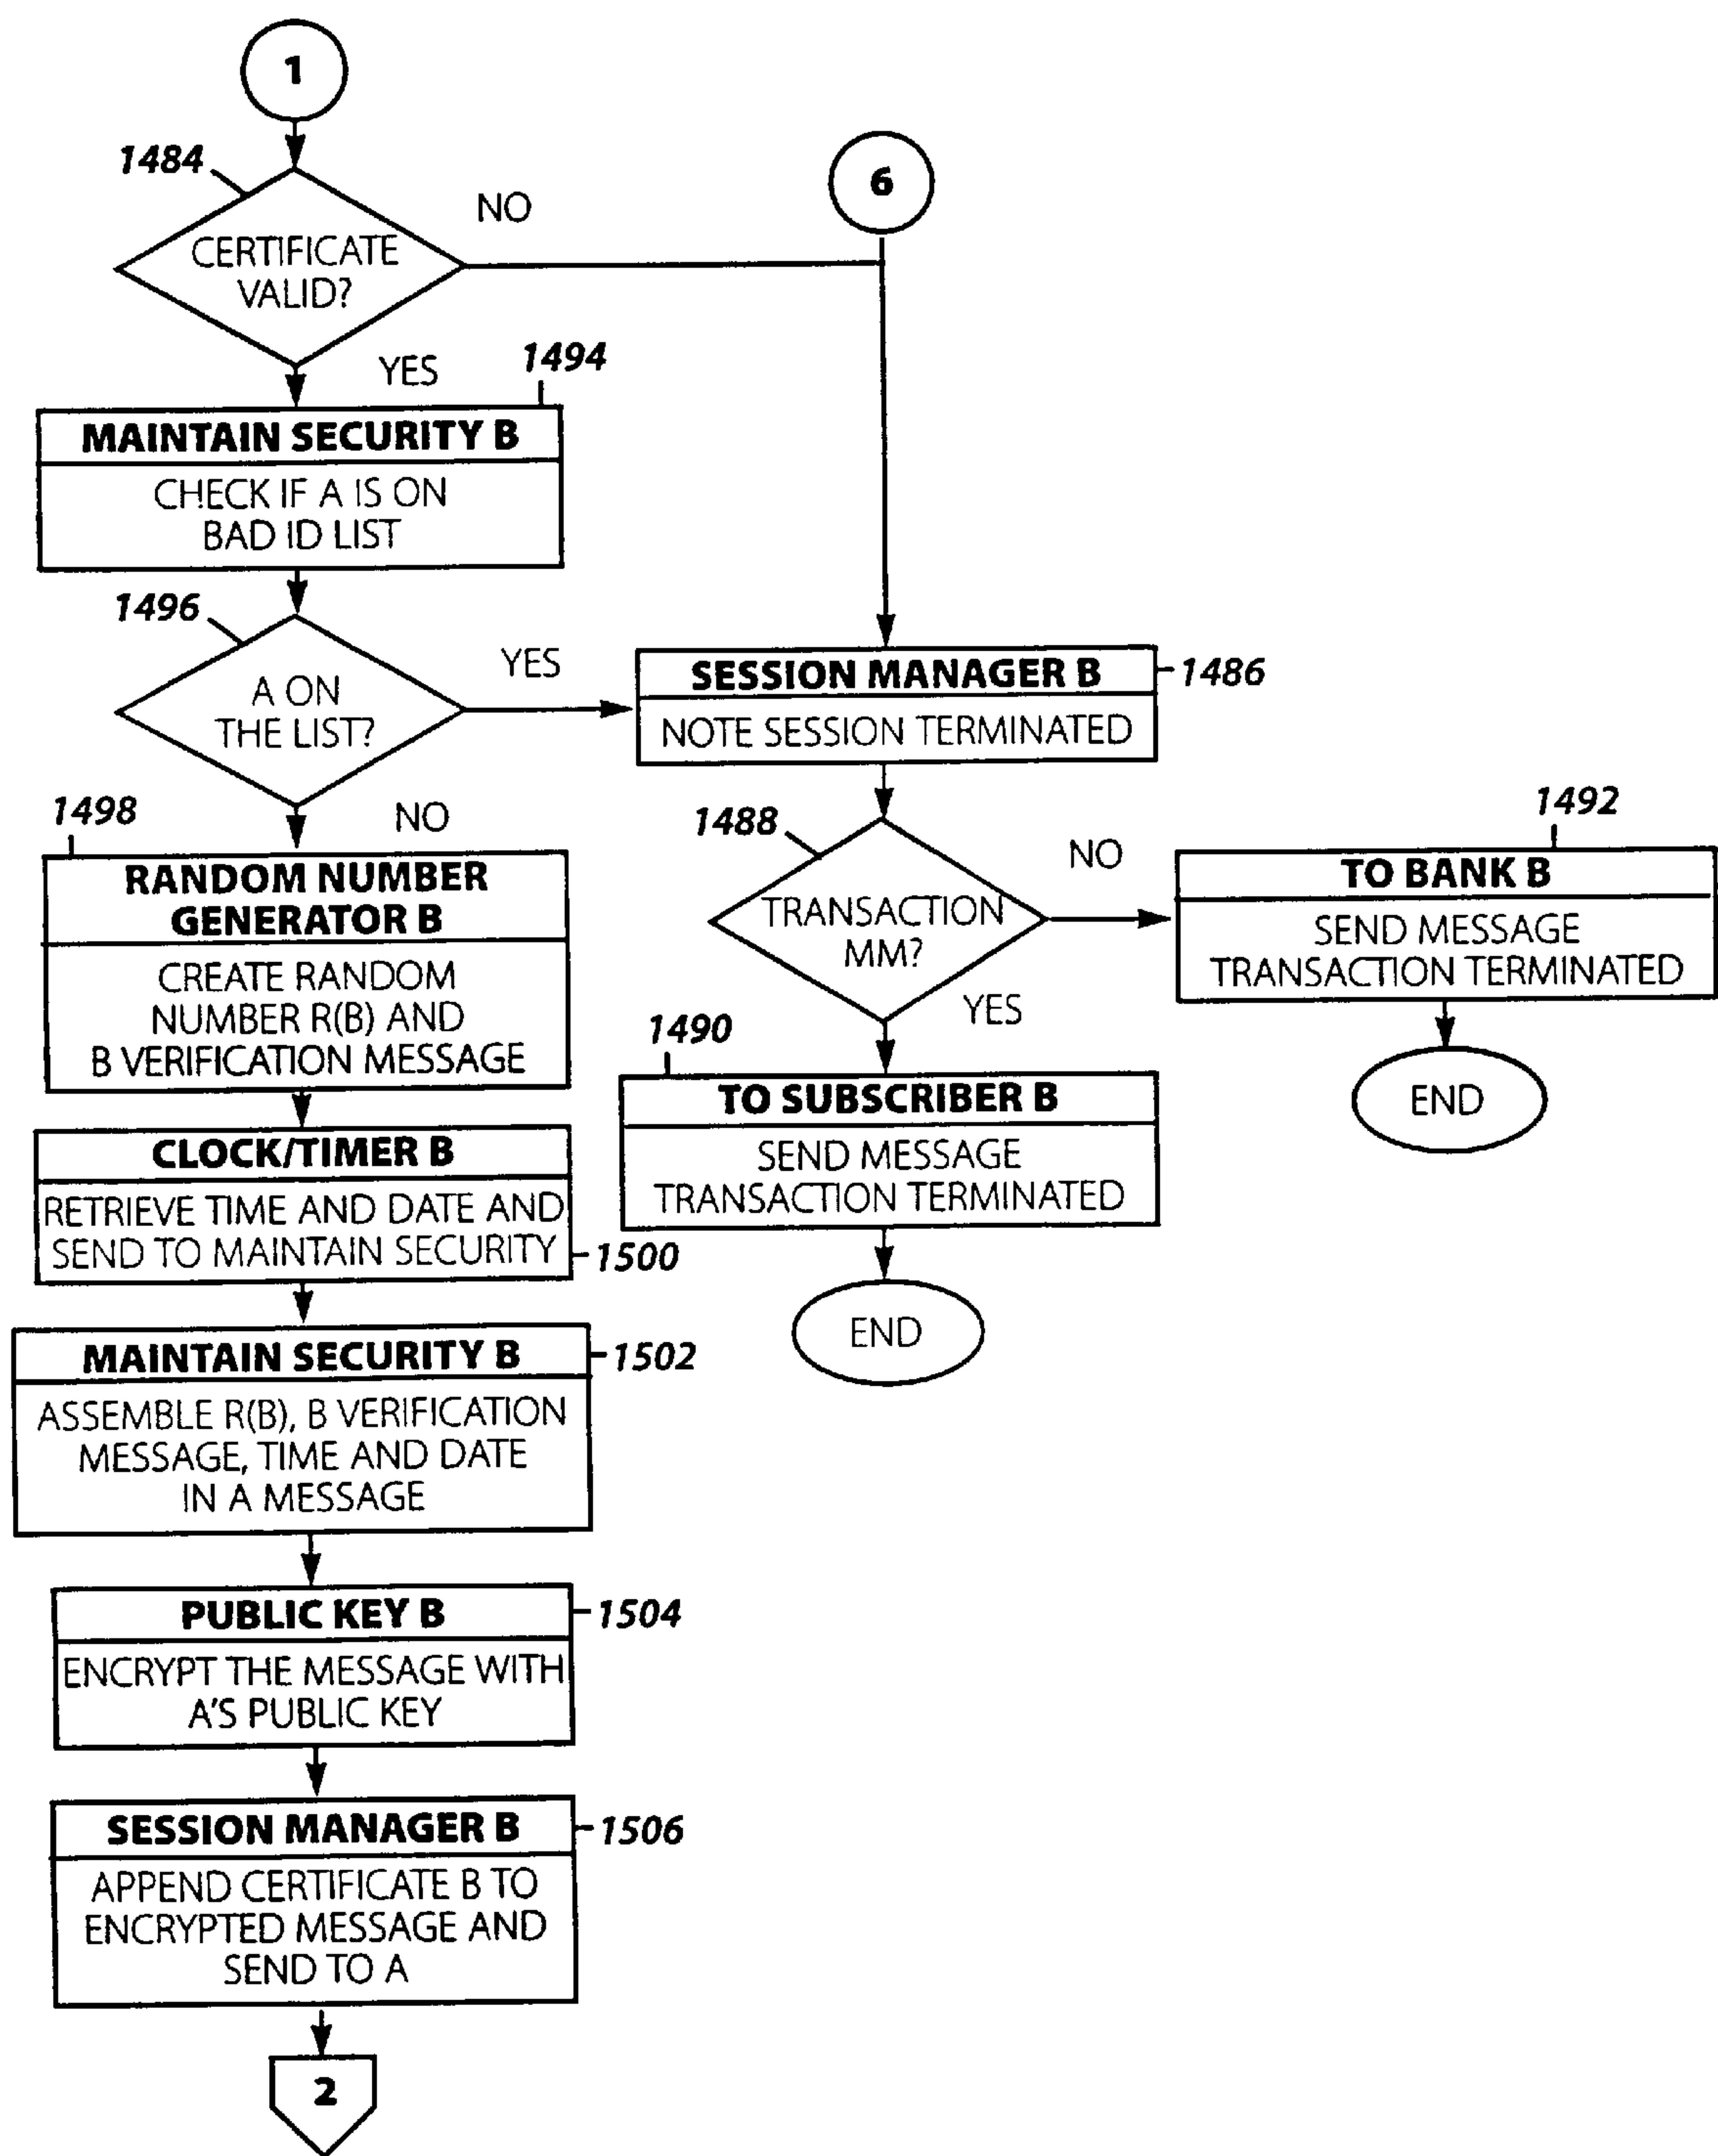 1
1484
NO
CERTIFICATE
VALID?
6
YES
1494
MAINTAIN SECURITY B
CHECK IF A IS ON
BAD ID LIST
1496
A ON
THE LIST?
YES
SESSION MANAGER B
1486
NOTE SESSION TERMINATED
NO
1498
RANDOM NUMBER
GENERATOR B
CREATE RANDOM
NUMBER R(B) AND
B VERIFICATION MESSAGE
1488
TRANSACTION
MM?
NO
1492
TO BANK B
SEND MESSAGE
TRANSACTION TERMINATED
END
YES
1490
TO SUBSCRIBER B
SEND MESSAGE
TRANSACTION TERMINATED
END
CLOCK/TIMER B
RETRIEVE TIME AND DATE AND
SEND TO MAINTAIN SECURITY
1500
MAINTAIN SECURITY B
1502
ASSEMBLE R(B), B VERIFICATION
MESSAGE, TIME AND DATE
IN A MESSAGE
PUBLIC KEY B
1504
ENCRYPT THE MESSAGE WITH
A'S PUBLIC KEY
SESSION MANAGER B
1506
APPEND CERTIFICATE B TO
ENCRYPTED MESSAGE AND
SEND TO A
2